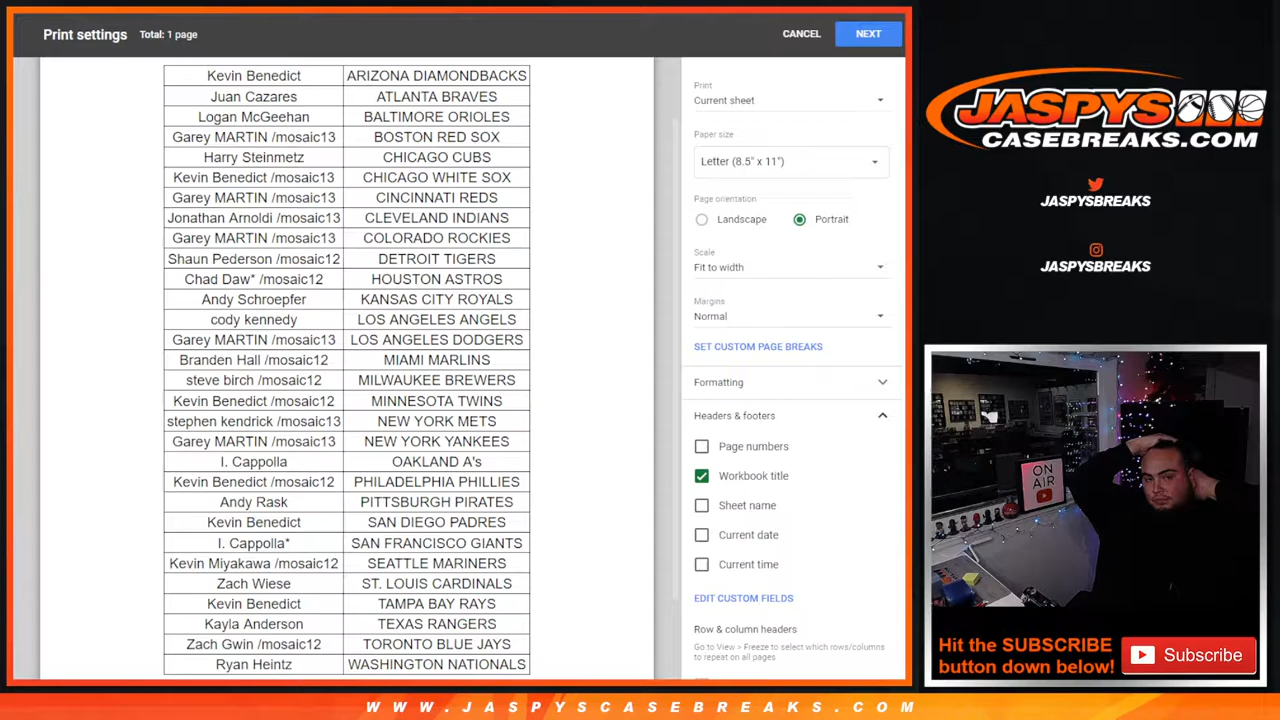 Print settings Total: 1 page CANCEL NEXT
Kevin Benedict ARIZONA DIAMONDBACKS
Juan Cazares ATLANTA BRAVES
Logan McGeehan BALTIMORE ORIOLES
Garey MARTIN /mosaic13 BOSTON RED SOX
Harry Steinmetz CHICAGO CUBS
Kevin Benedict /mosaic12 CHICAGO WHITE SOX
Garey MARTIN /mosaic13 CINCINNATI REDS
Jonathan Arnoldi /mosaic13 CLEVELAND INDIANS
Garey MARTIN /mosaic13 COLORADO ROCKIES
Shaun Pederson /mosaic12 DETROIT TIGERS
Chad Daw* /mosaic12 HOUSTON ASTROS
Andy Schroepfer KANSAS CITY ROYALS
cody kennedy LOS ANGELES ANGELS
Garey MARTIN /mosaic13 LOS ANGELES DODGERS
Branden Hall /mosaic12 MIAMI MARLINS
steve birch /mosaic12 MILWAUKEE BREWERS
Kevin Benedict /mosaic12 MINNESOTA TWINS
stephen kendrick /mosaic13 NEW YORK METS
Garey MARTIN /mosaic13 NEW YORK YANKEES
I. Cappolla OAKLAND A's
Kevin Benedict /mosaic12 PHILADELPHIA PHILLIES
Andy Rask PITTSBURGH PIRATES
Kevin Benedict SAN DIEGO PADRES
I. Cappolla* SAN FRANCISCO GIANTS
Kevin Miyakawa /mosaic12 SEATTLE MARINERS
Zach Wiese ST. LOUIS CARDINALS
Kevin Benedict TAMPA BAY RAYS
Kayla Anderson TEXAS RANGERS
Zach Gwin /mosaic12 TORONTO BLUE JAYS
Ryan Heintz WASHINGTON NATIONALS
Print
Current sheet
Paper size
Letter (8.5" x 11")
Page orientation
Landscape Portrait
Scale
Fit to width
Margins
Normal
SET CUSTOM PAGE BREAKS
Formatting
Headers & footers
Page numbers
Workbook title
Sheet name
Current date
Current time
EDIT CUSTOM FIELDS
Row & column headers
Go to View > Freeze to select which rows/columns
to repeat on all pages
JASPYS
CASEBREAKS.COM
JASPYSBREAKS
JASPYSBREAKS
ON
AIR
Hit the SUBSCRIBE
button down below!
Subscribe
WWW.JASPYSCASEBREAKS.COM